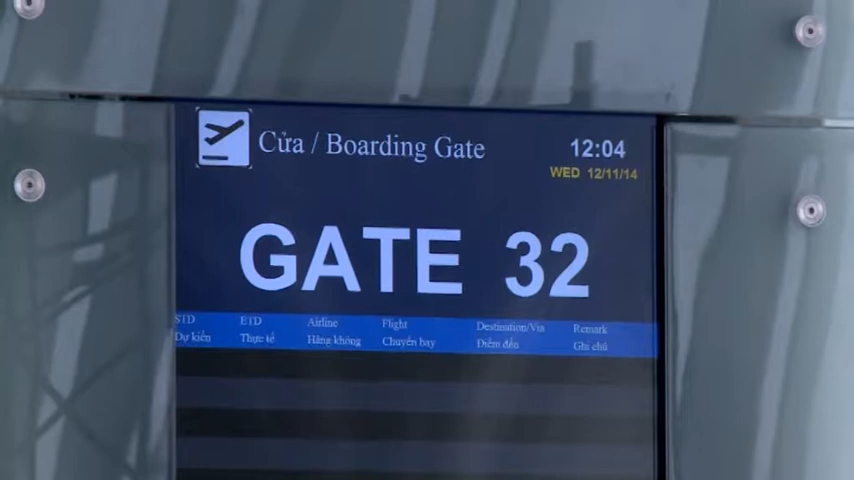 Cửa / Boarding Gate
12:04
WED 12/11/14
GATE 32
STD ETD Airline Flight Destination/Via Remark
Dự kiến Thực tế Hãng không Chuyến bay Điểm đến Ghi chú